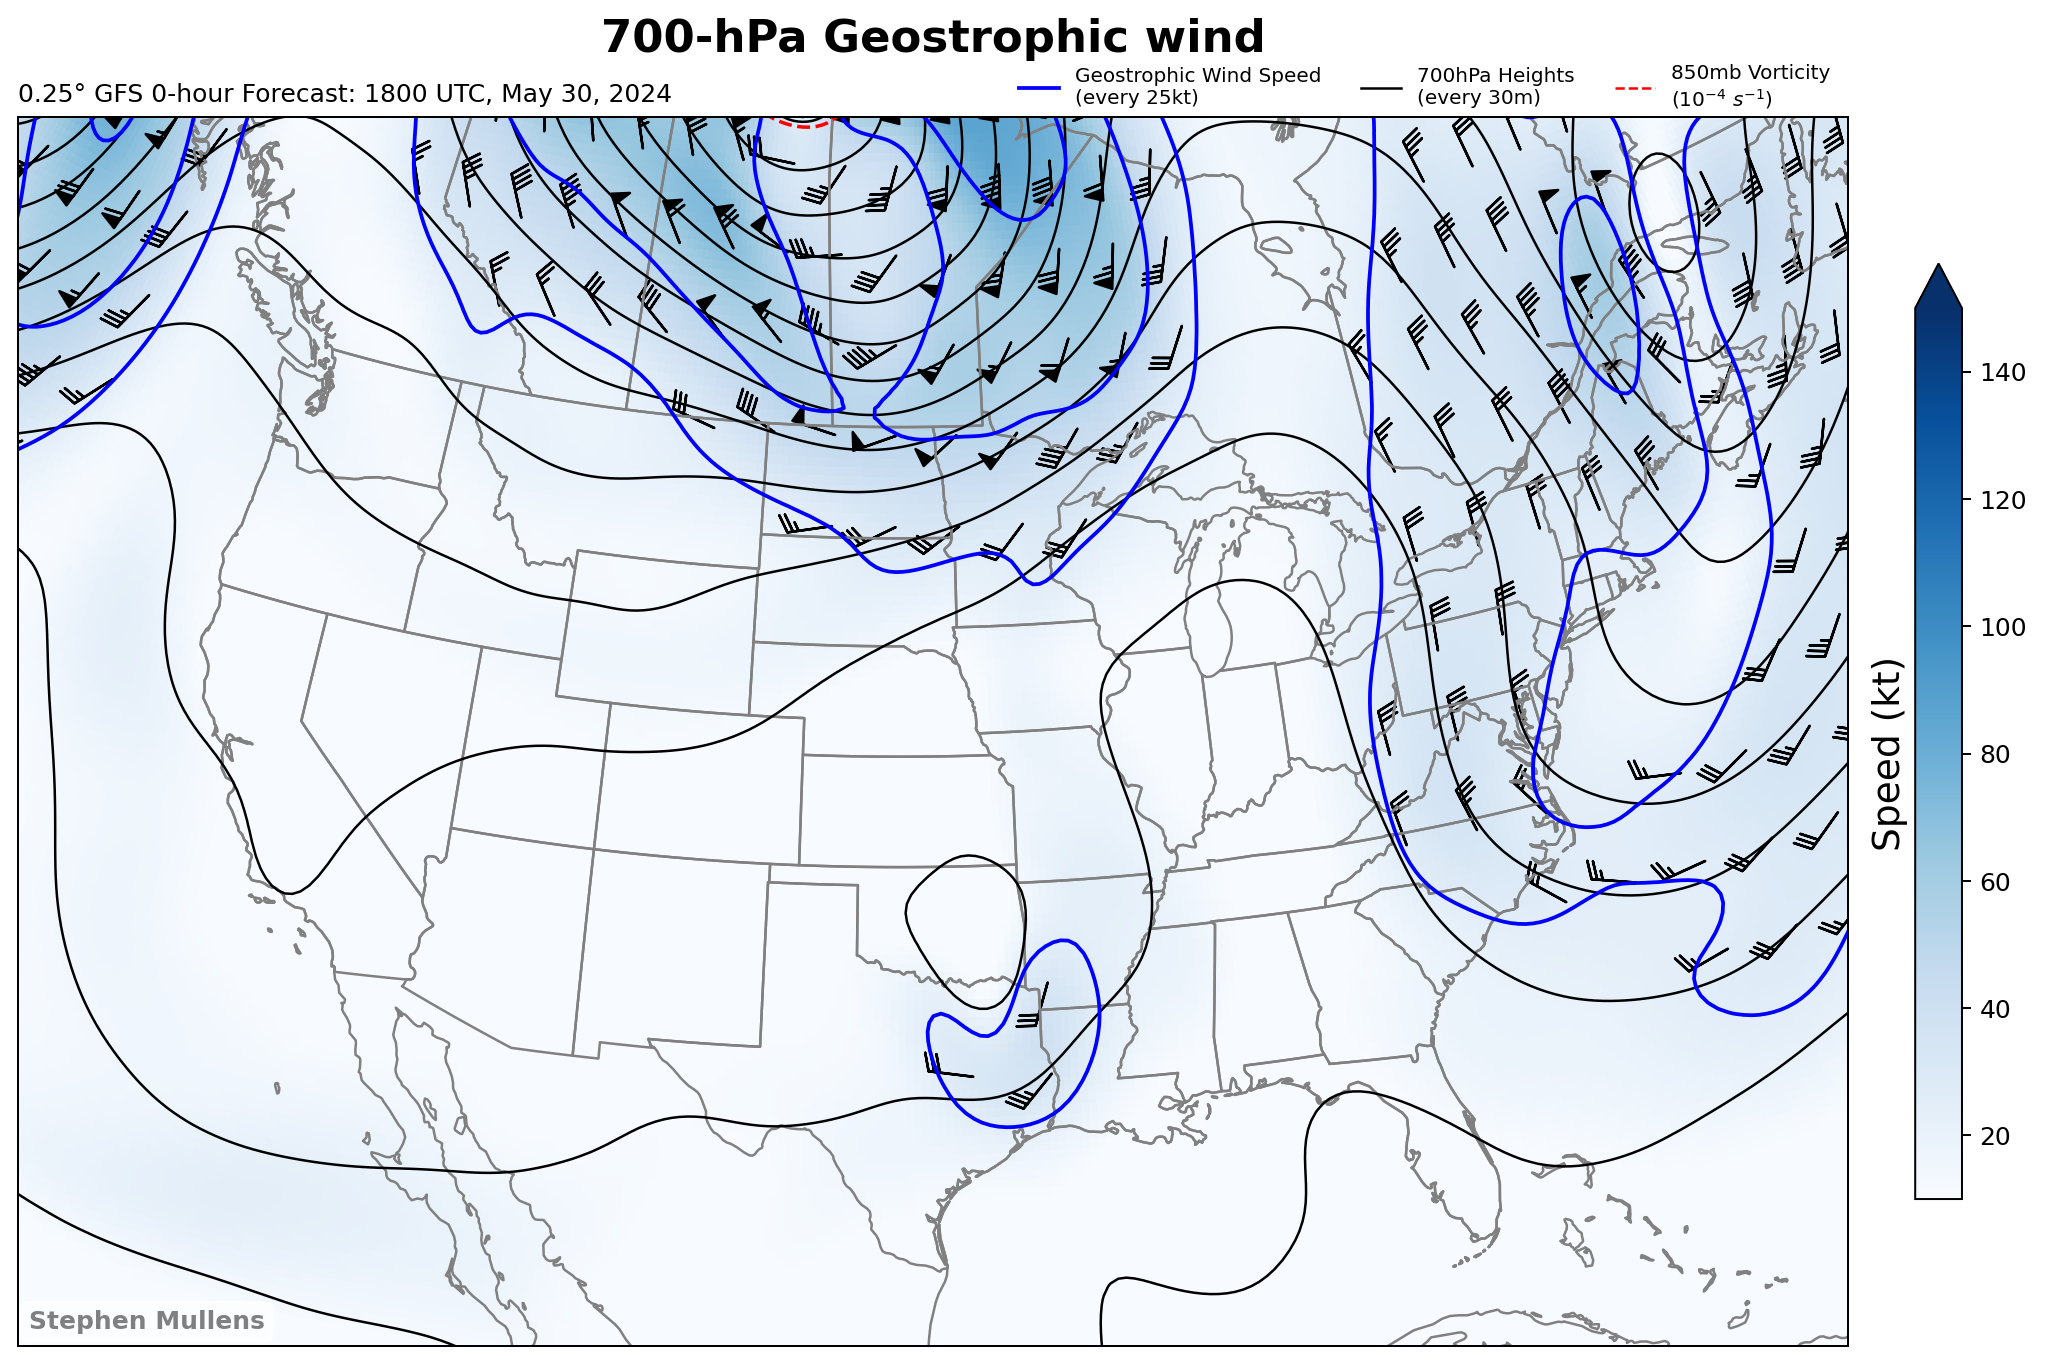 700-hPa Geostrophic wind
0.25° GFS 0-hour Forecast: 1800 UTC, May 30, 2024
Geostrophic Wind Speed
(every 25kt)
700hPa Heights
(every 30m)
850mb Vorticity
(10⁻⁴ s⁻¹)
140
120
100
80
60
40
20
Speed (kt)
Stephen Mullens